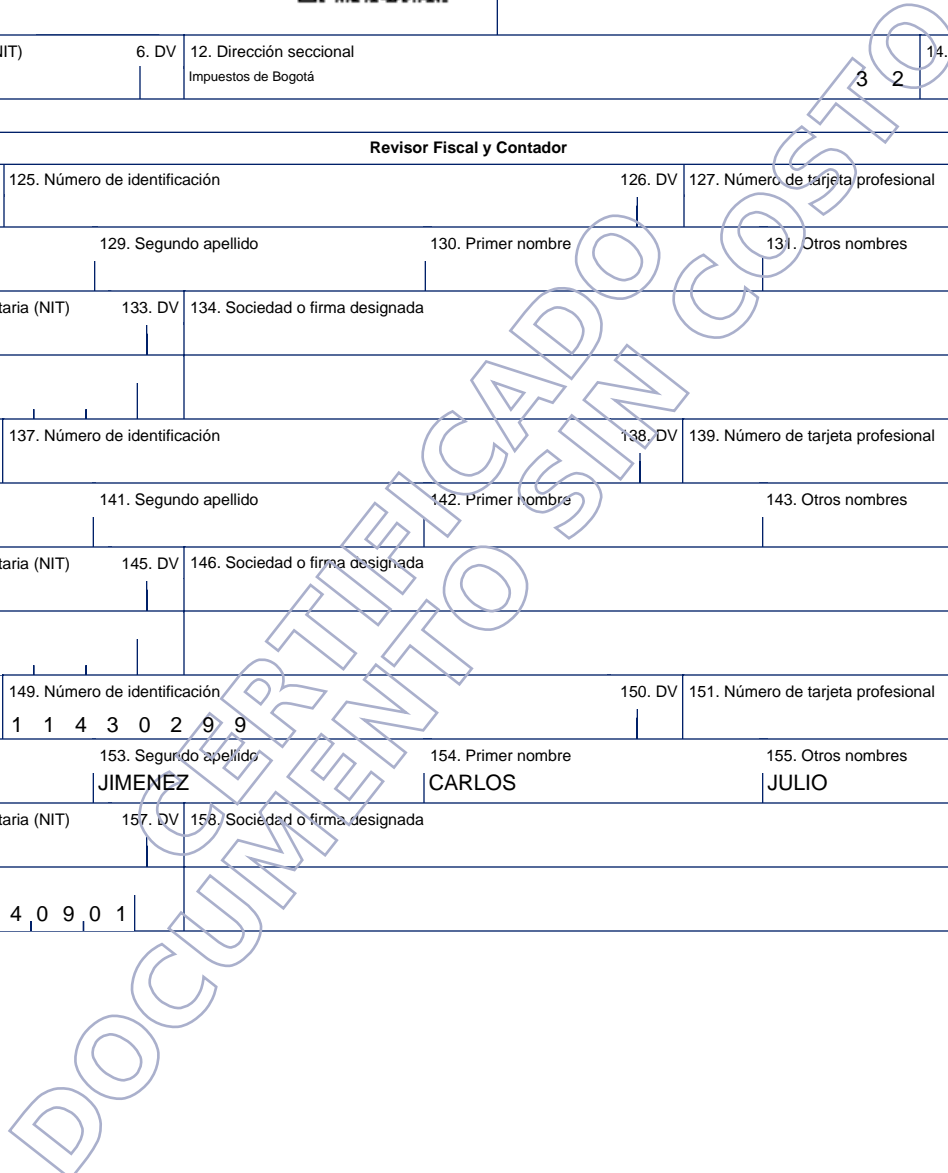 6. DV 12. Dirección seccional 14.
Impuestos de Bogotá 3 2
Revisor Fiscal y Contador
125. Número de identificación 126. DV 127. Número de tarjeta profesional
129. Segundo apellido 130. Primer nombre 131. Otros nombres
(NIT) 133. DV 134. Sociedad o firma designada
137. Número de identificación 138. DV 139. Número de tarjeta profesional
141. Segundo apellido 142. Primer nombre 143. Otros nombres
(NIT) 145. DV 146. Sociedad o firma designada
149. Número de identificación 150. DV 151. Número de tarjeta profesional
1 1 4 3 0 2 9 9
153. Segundo apellido 154. Primer nombre 155. Otros nombres
JIMENEZ CARLOS JULIO
(NIT) 157. DV 158. Sociedad o firma designada
4 0 9 0 1
CERTIFICADO
DOCUMENTO SIN COSTO